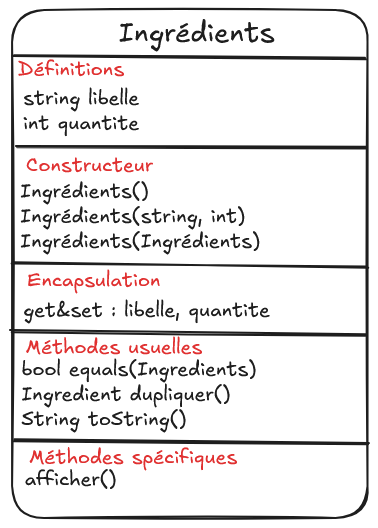 Ingrédients
Définitions
string libelle
int quantite
Constructeur
Ingrédients()
Ingrédients(string, int)
Ingrédients(Ingrédients)
Encapsulation
get&set : libelle, quantite
Méthodes usuelles
bool equals(Ingredients)
Ingredient dupliquer()
String toString()
Méthodes spécifiques
afficher()